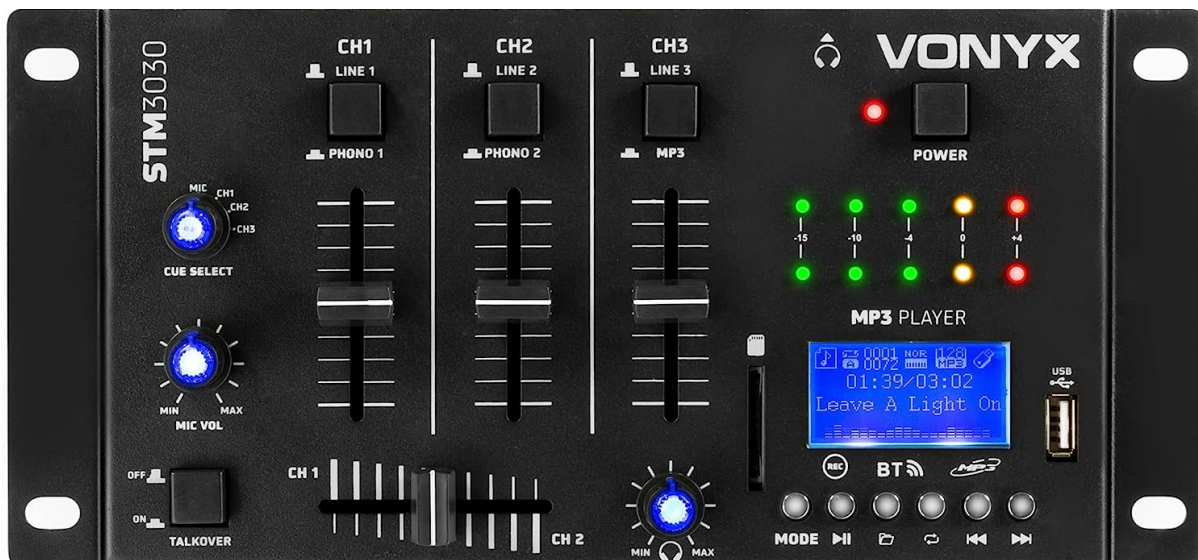 STM3030
CH1
LINE 1
PHONO 1
CH2
LINE 2
PHONO 2
CH3
LINE 3
MP3
VONYX
POWER
MIC
CH1
CH2
CH3
CUE SELECT
MIN
MAX
MIC VOL
OFF
ON
TALKOVER
CH 1
CH 2
MIN
MAX
-15
-10
-4
0
+4
MP3 PLAYER
A
0001
0072
NOR
128
MP3
01:39/03:02
Leave A Light On
USB
REC
BT
MP3
MODE